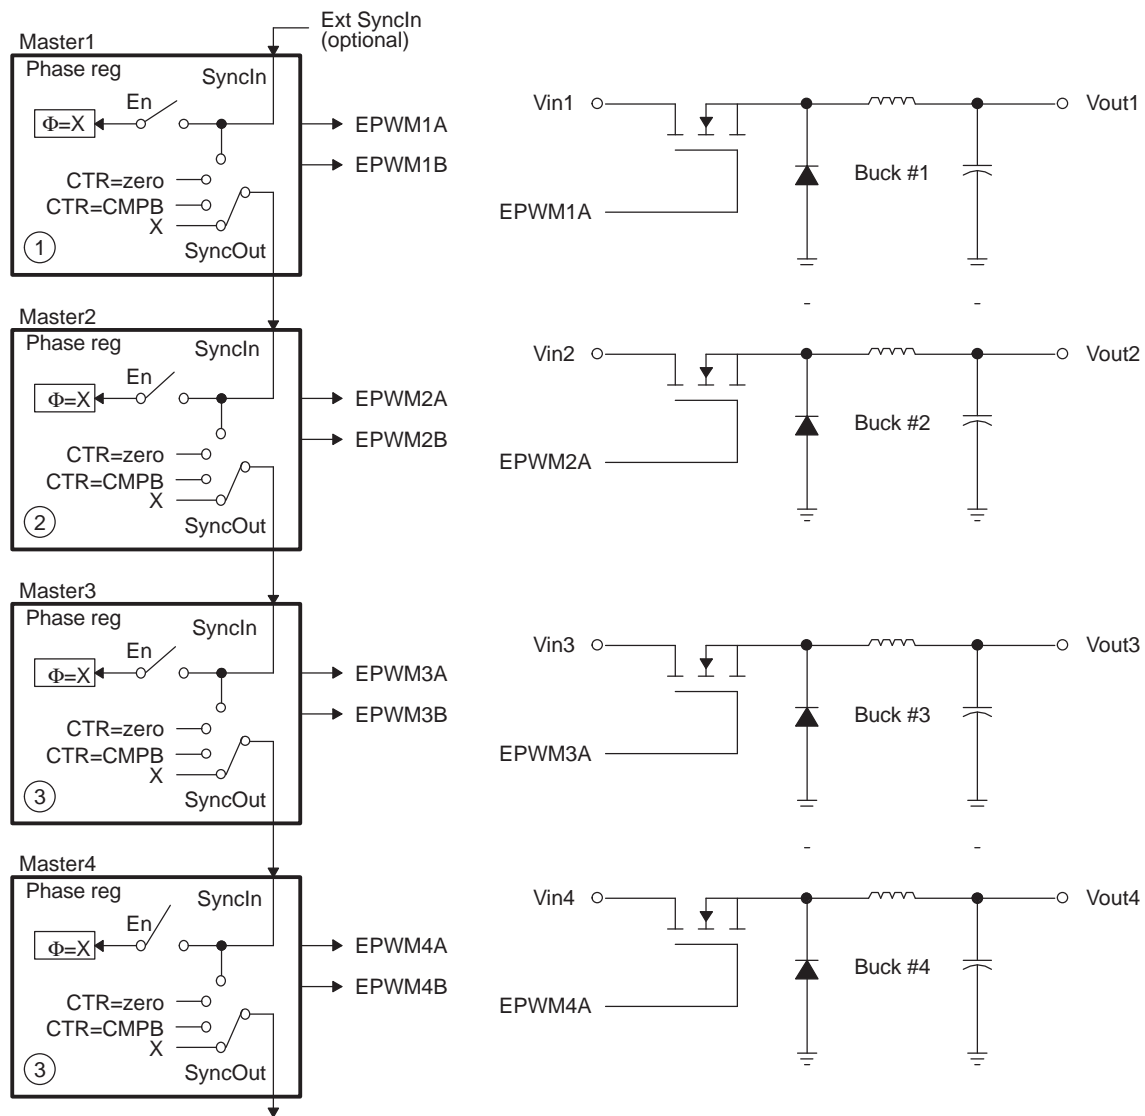 Ext SyncIn
(optional)
Master1
Phase reg
SyncIn
En
Φ=X
EPWM1A
EPWM1B
CTR=zero
CTR=CMPB
X
SyncOut
1
Vin1
Vout1
Buck #1
EPWM1A
Master2
Phase reg
SyncIn
En
Φ=X
EPWM2A
EPWM2B
CTR=zero
CTR=CMPB
X
SyncOut
2
Vin2
Vout2
Buck #2
EPWM2A
Master3
Phase reg
SyncIn
En
Φ=X
EPWM3A
EPWM3B
CTR=zero
CTR=CMPB
X
SyncOut
3
Vin3
Vout3
Buck #3
EPWM3A
Master4
Phase reg
SyncIn
En
Φ=X
EPWM4A
EPWM4B
CTR=zero
CTR=CMPB
X
SyncOut
3
Vin4
Vout4
Buck #4
EPWM4A